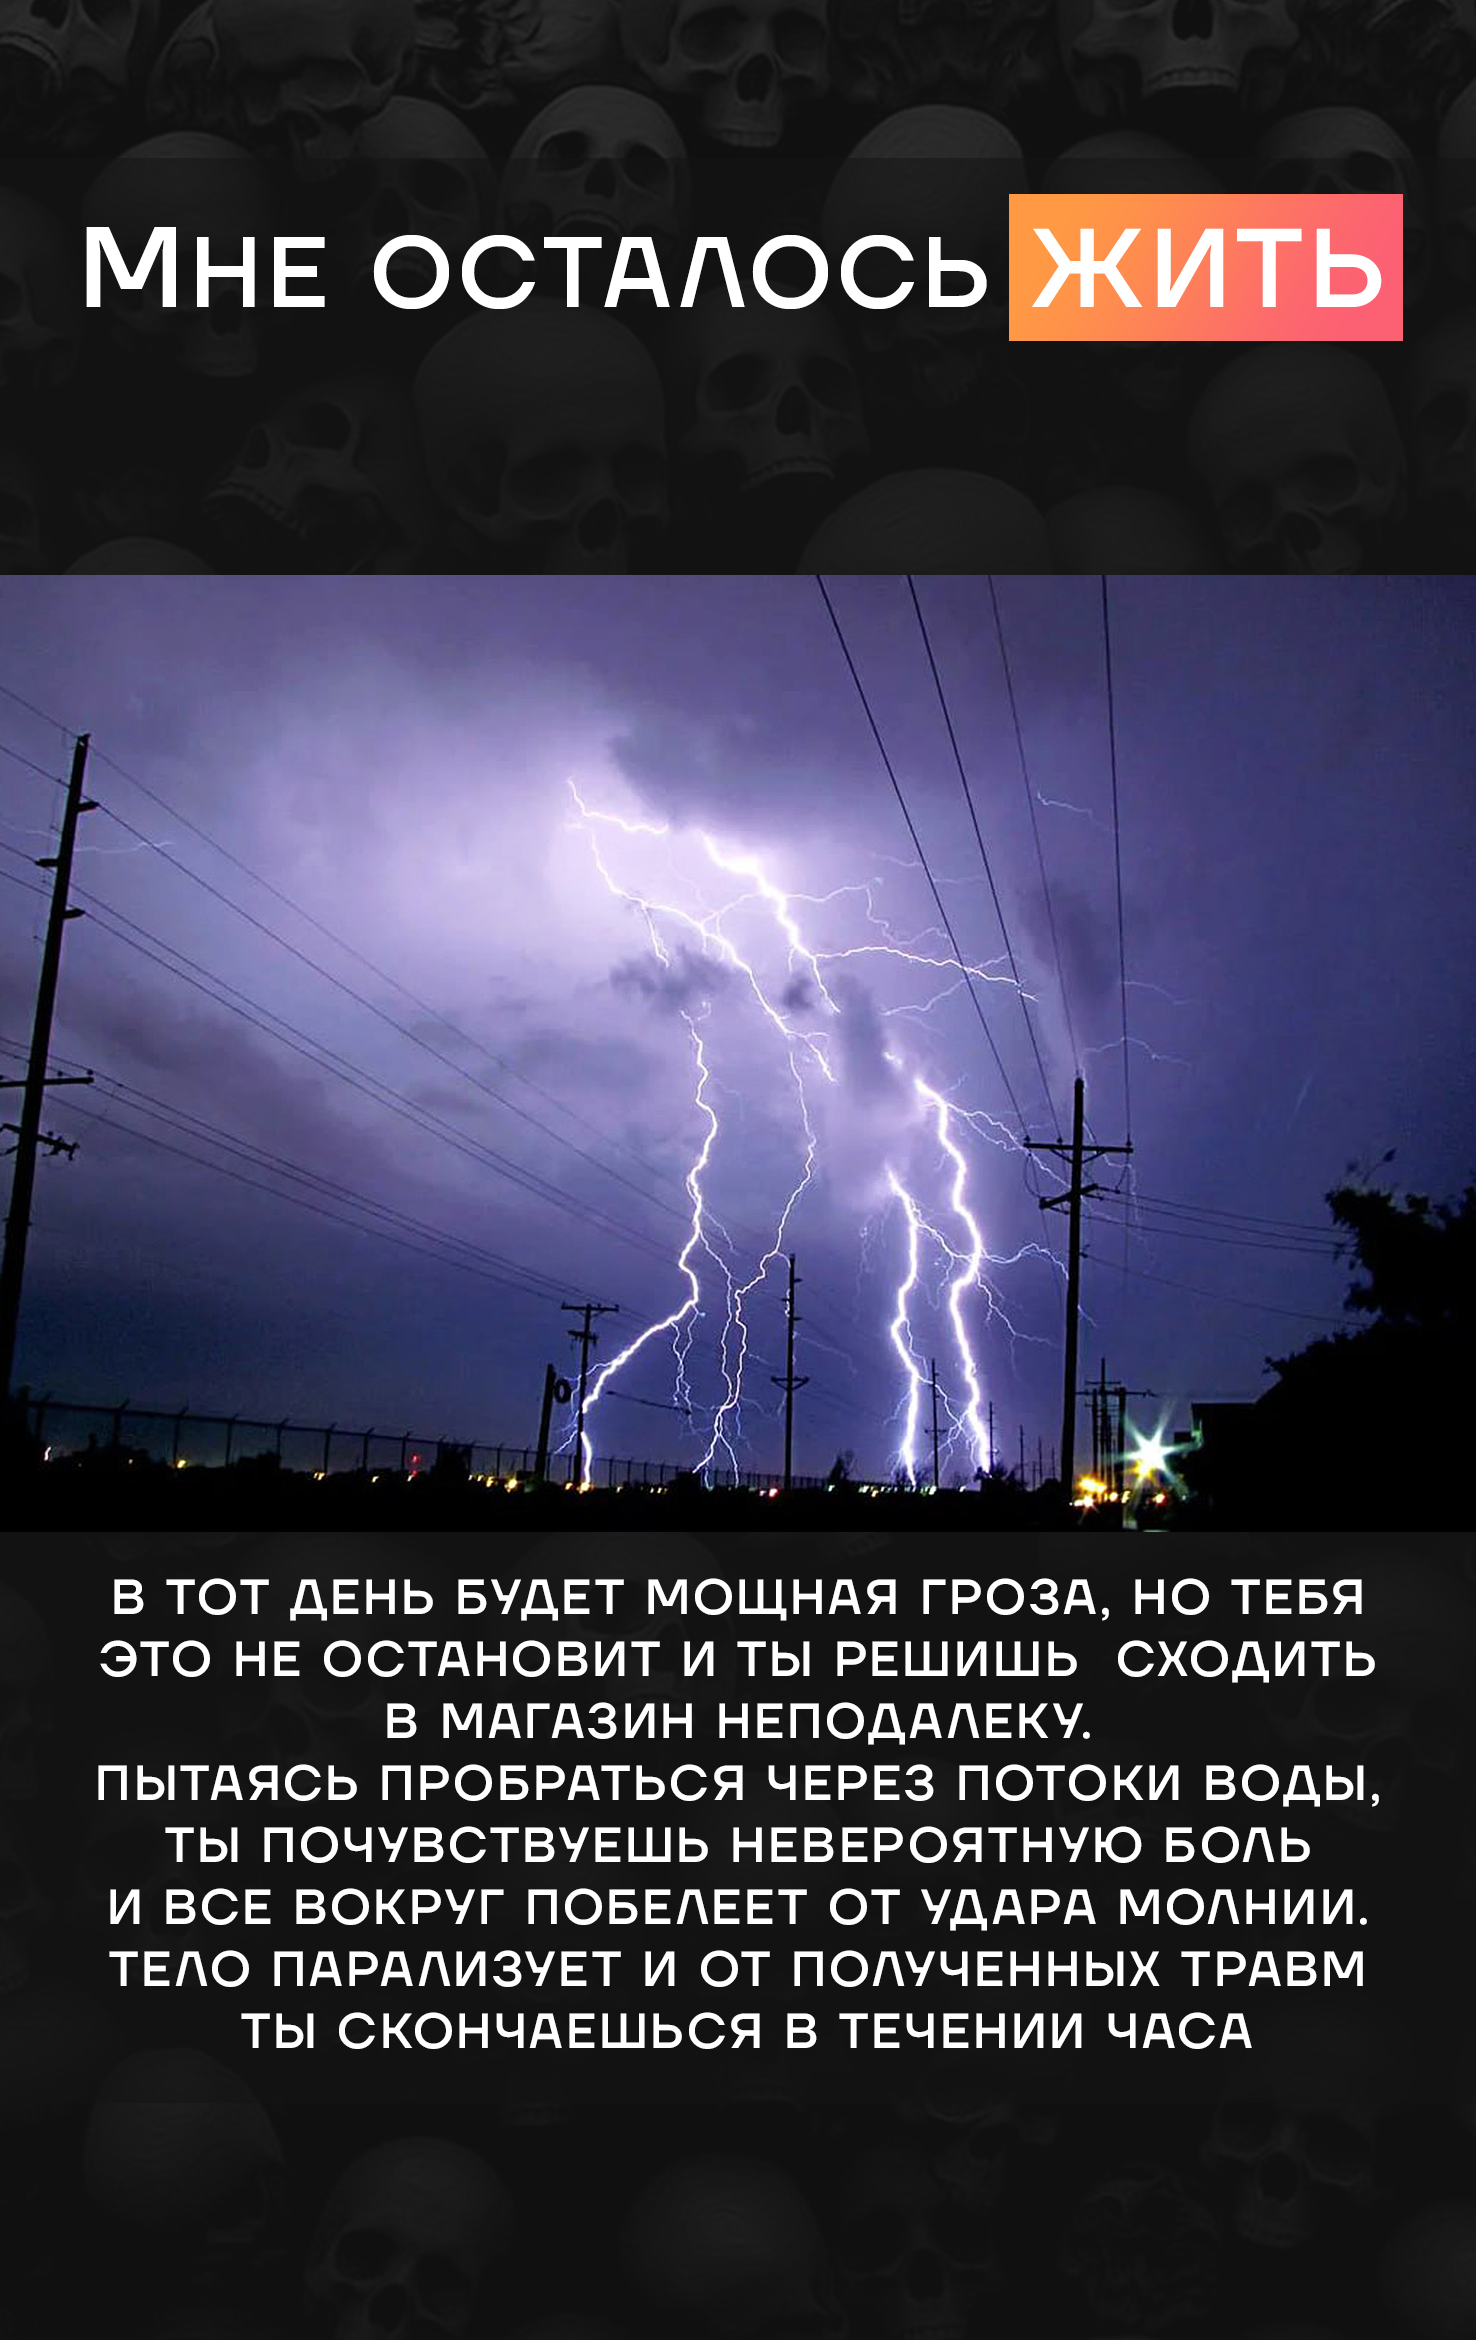 Мне осталось жить
В ТОТ ДЕНЬ БУДЕТ МОЩНАЯ ГРОЗА, НО ТЕБЯ
ЭТО НЕ ОСТАНОВИТ И ТЫ РЕШИШЬ СХОДИТЬ
В МАГАЗИН НЕПОДАЛЕКУ.
ПЫТАЯСЬ ПРОБРАТЬСЯ ЧЕРЕЗ ПОТОКИ ВОДЫ,
ТЫ ПОЧУВСТВУЕШЬ НЕВЕРОЯТНУЮ БОЛЬ
И ВСЕ ВОКРУГ ПОБЕЛЕЕТ ОТ УДАРА МОЛНИИ.
ТЕЛО ПАРАЛИЗУЕТ И ОТ ПОЛУЧЕННЫХ ТРАВМ
ТЫ СКОНЧАЕШЬСЯ В ТЕЧЕНИИ ЧАСА